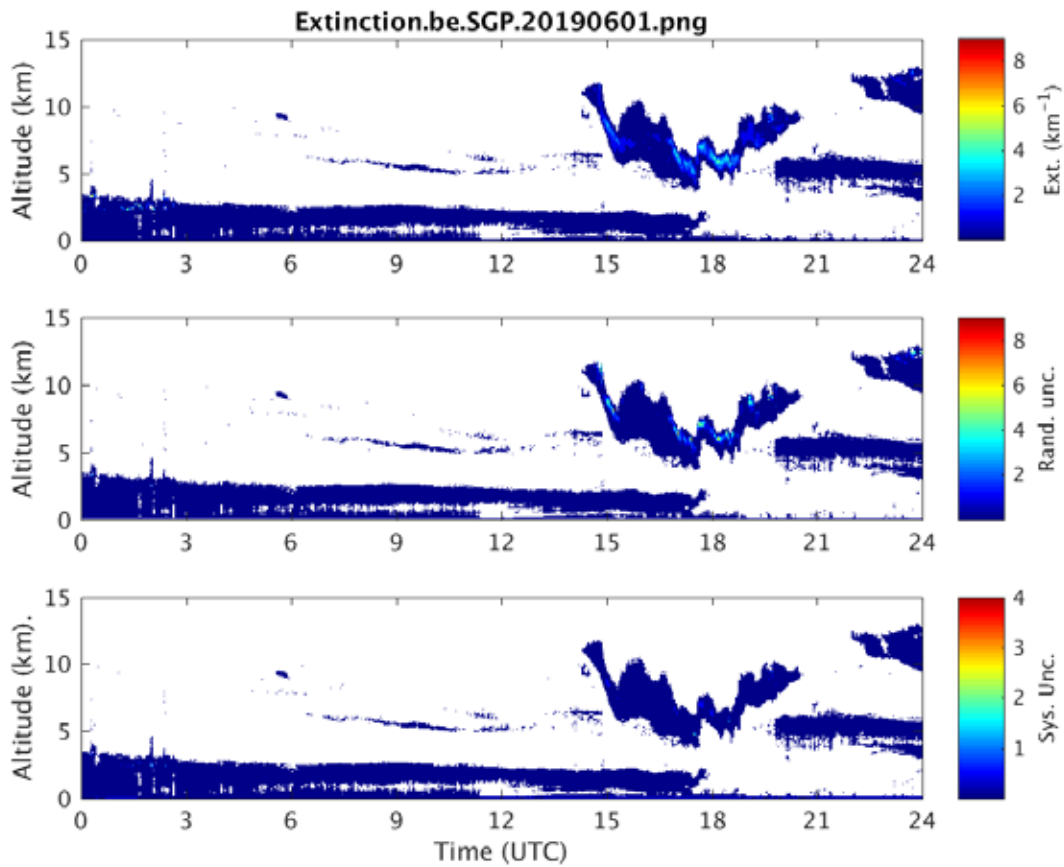 Extinction.be.SGP.20190601.png
Altitude (km)
15
10
5
0
0 3 6 9 12 15 18 21 24
8
6
4
2
Ext. (km⁻¹)
Altitude (km)
15
10
5
0
0 3 6 9 12 15 18 21 24
8
6
4
2
Rand. unc.
Altitude (km).
15
10
5
0
0 3 6 9 12 15 18 21 24
Time (UTC)
4
3
2
1
Sys. Unc.